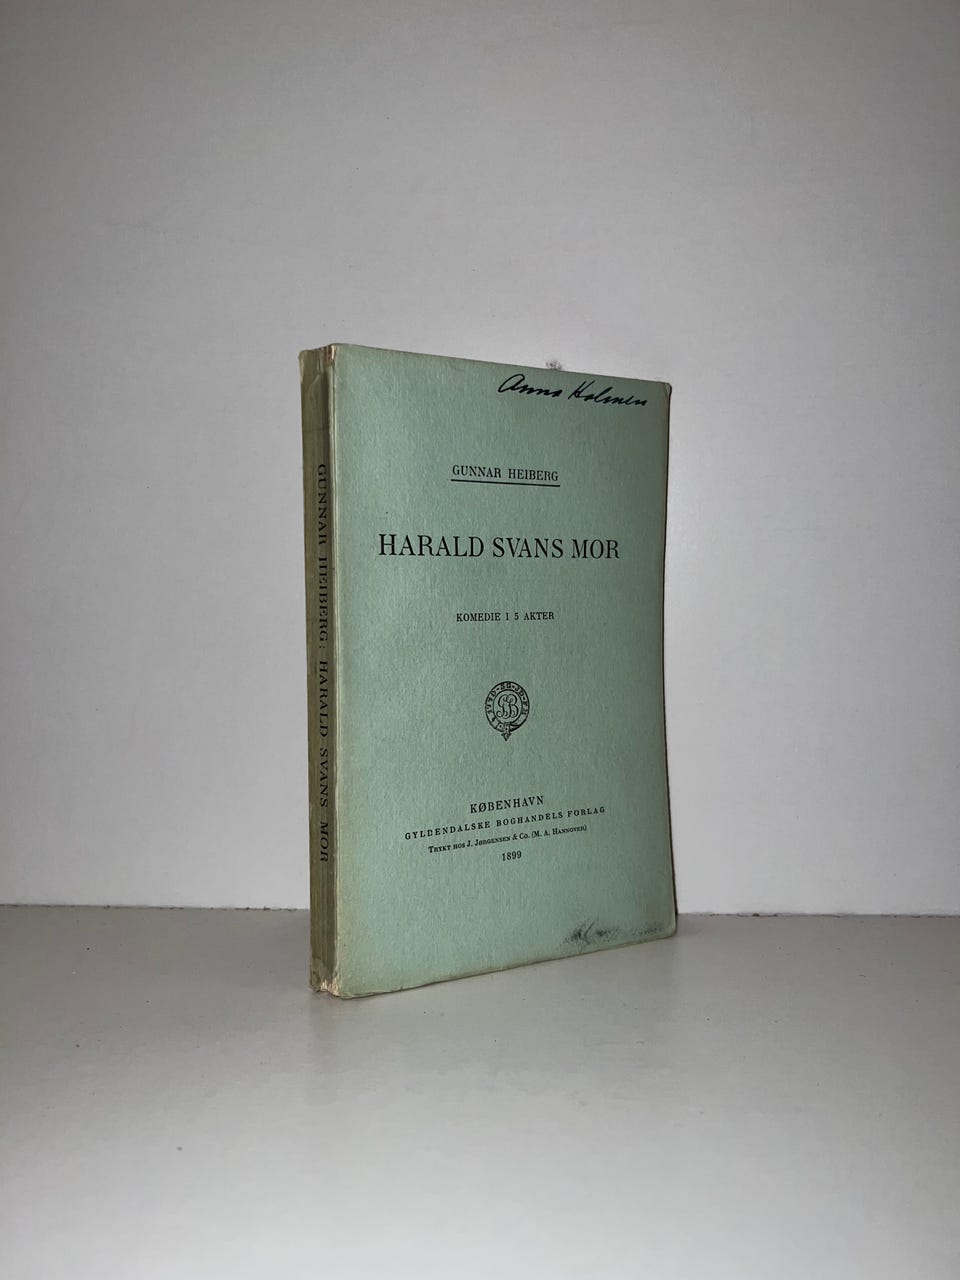 Anna Holmen
GUNNAR HEIBERG
HARALD SVANS MOR
KOMEDIE I 5 AKTER
KØBENHAVN
GYLDENDALSKE BOGHANDELS FORLAG
TRYKT HOS J. JØRGENSEN & CO. (M. A. HANNOVER)
1899
GUNNAR HEIBERG: HARALD SVANS MOR